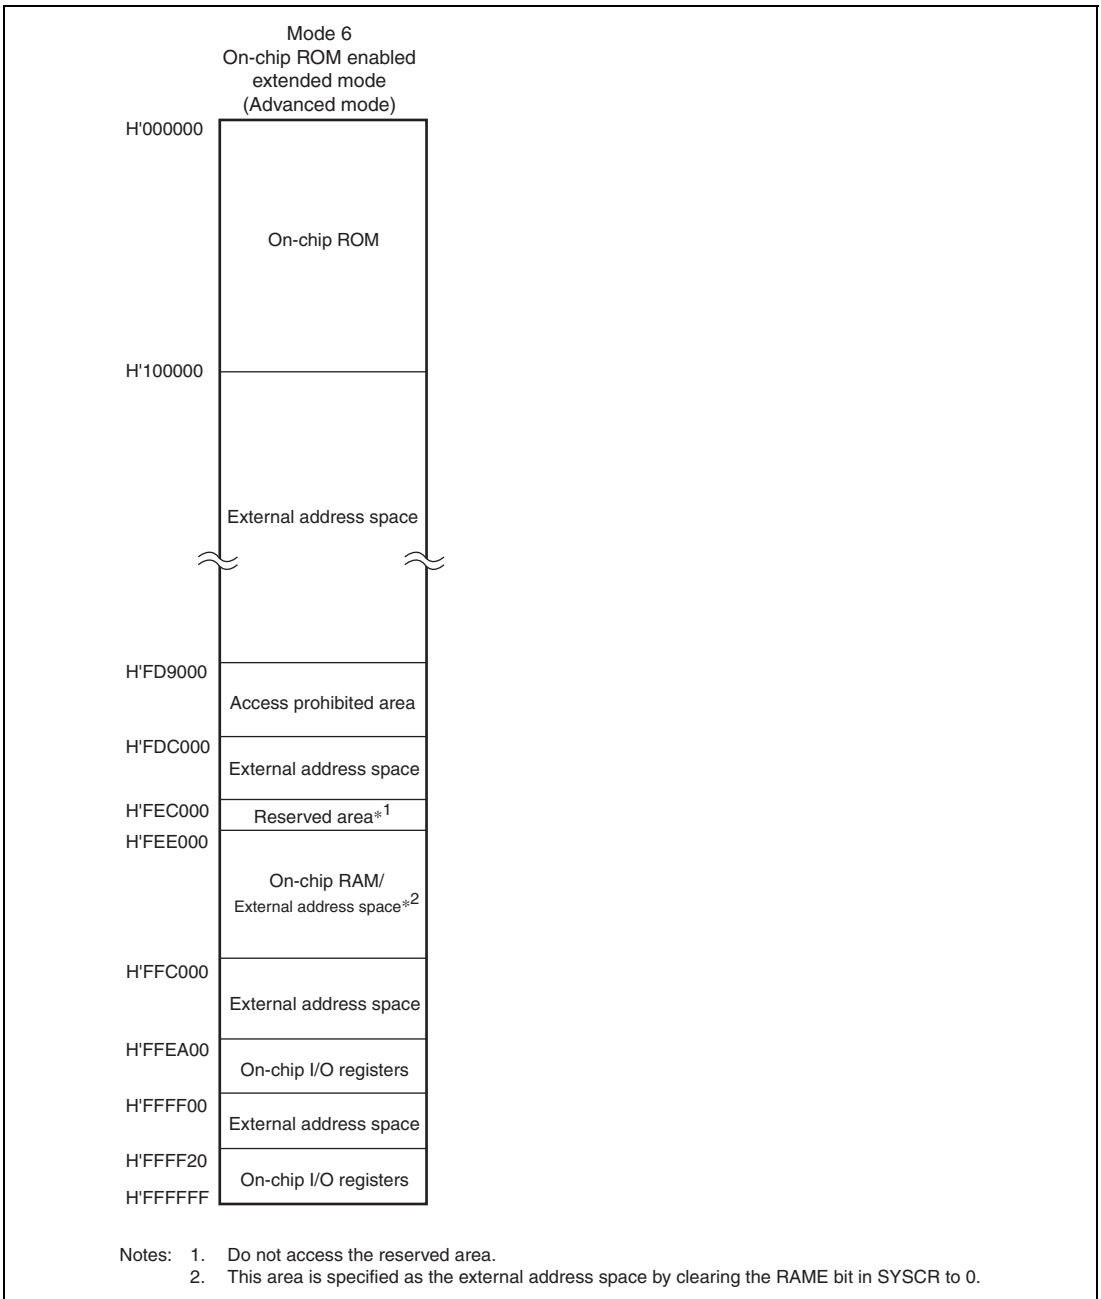 Mode 6
On-chip ROM enabled
extended mode
(Advanced mode)
H'000000
On-chip ROM
H'100000
External address space
H'FD9000
Access prohibited area
H'FDC000
External address space
H'FEC000
Reserved area*1
H'FEE000
On-chip RAM/
External address space*2
H'FFC000
External address space
H'FFEA00
On-chip I/O registers
H'FFFF00
External address space
H'FFFF20
On-chip I/O registers
H'FFFFFF
Notes: 1. Do not access the reserved area.
2. This area is specified as the external address space by clearing the RAME bit in SYSCR to 0.